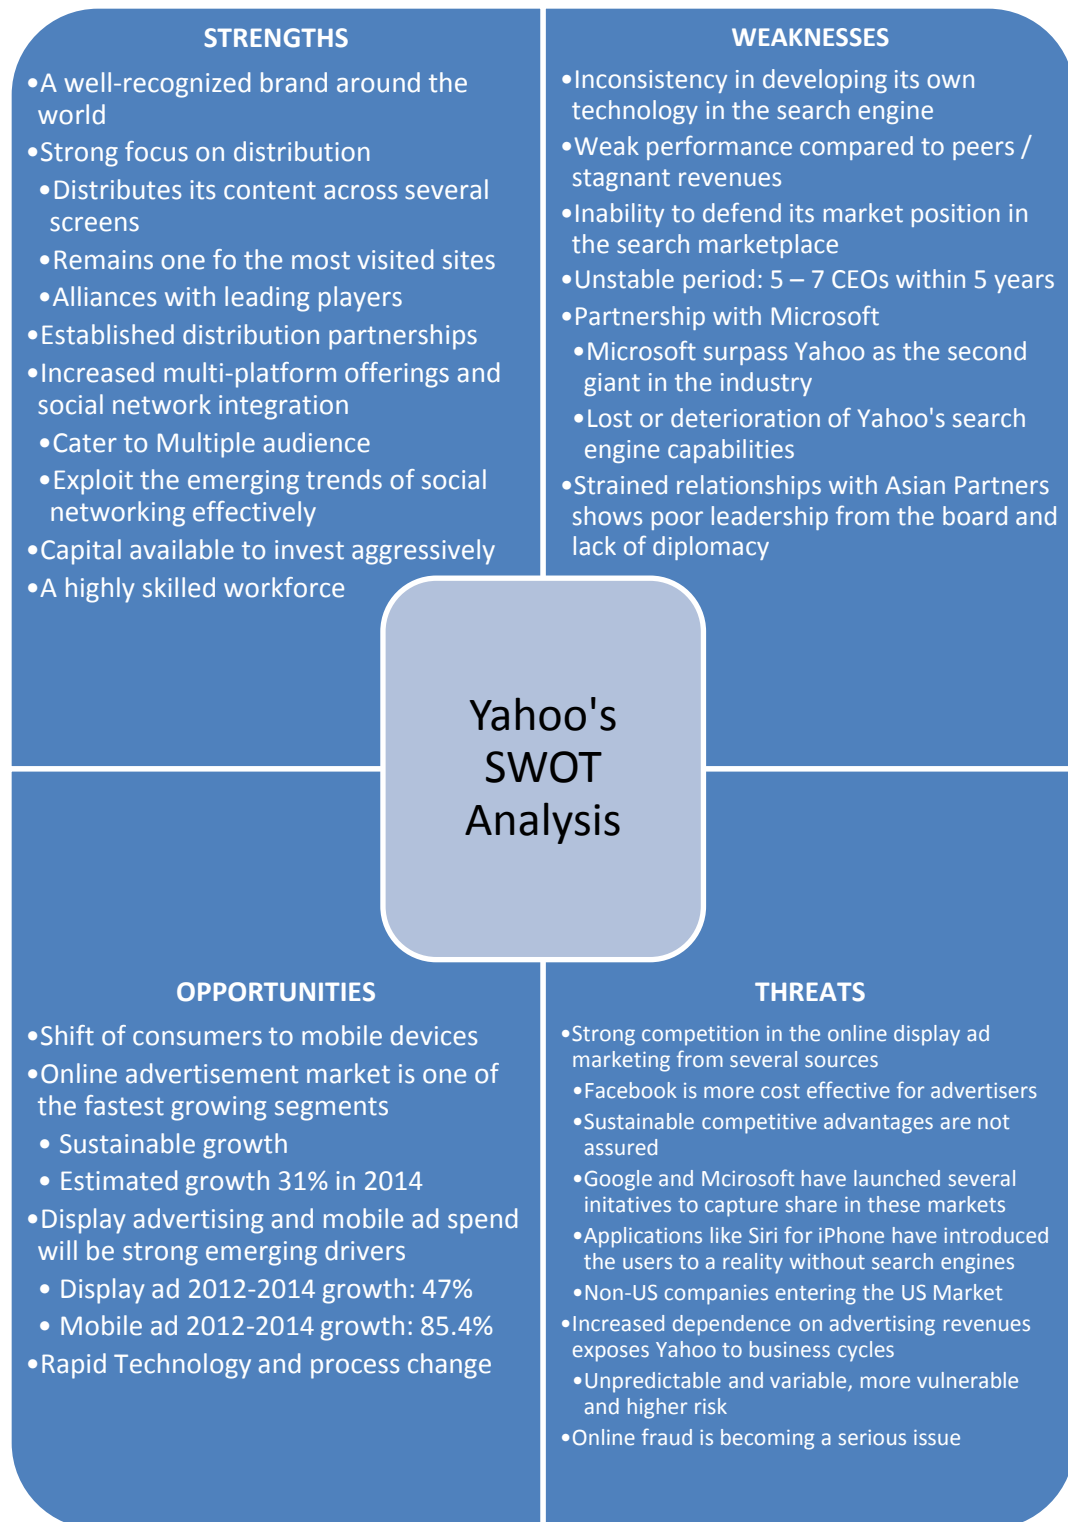 STRENGTHS
•A well-recognized brand around the
world
•Strong focus on distribution
•Distributes its content across several
screens
•Remains one fo the most visited sites
•Alliances with leading players
•Established distribution partnerships
•Increased multi-platform offerings and
social network integration
•Cater to Multiple audience
•Exploit the emerging trends of social
networking effectively
•Capital available to invest aggressively
•A highly skilled workforce
WEAKNESSES
•Inconsistency in developing its own
technology in the search engine
•Weak performance compared to peers /
stagnant revenues
•Inability to defend its market position in
the search marketplace
•Unstable period: 5 – 7 CEOs within 5 years
•Partnership with Microsoft
•Microsoft surpass Yahoo as the second
giant in the industry
•Lost or deterioration of Yahoo's search
engine capabilities
•Strained relationships with Asian Partners
shows poor leadership from the board and
lack of diplomacy
Yahoo's
SWOT
Analysis
OPPORTUNITIES
•Shift of consumers to mobile devices
•Online advertisement market is one of
the fastest growing segments
• Sustainable growth
• Estimated growth 31% in 2014
•Display advertising and mobile ad spend
will be strong emerging drivers
• Display ad 2012-2014 growth: 47%
• Mobile ad 2012-2014 growth: 85.4%
•Rapid Technology and process change
THREATS
•Strong competition in the online display ad
marketing from several sources
•Facebook is more cost effective for advertisers
•Sustainable competitive advantages are not
assured
•Google and Mcirosoft have launched several
initatives to capture share in these markets
•Applications like Siri for iPhone have introduced
the users to a reality without search engines
•Non-US companies entering the US Market
•Increased dependence on advertising revenues
exposes Yahoo to business cycles
•Unpredictable and variable, more vulnerable
and higher risk
•Online fraud is becoming a serious issue